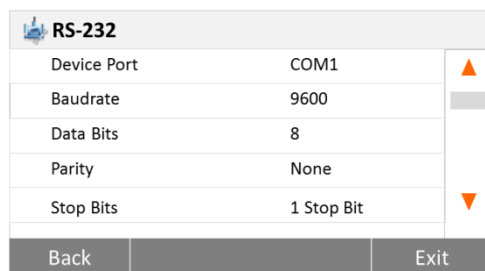 RS-232
Device Port COM1
Baudrate 9600
Data Bits 8
Parity None
Stop Bits 1 Stop Bit
Back Exit